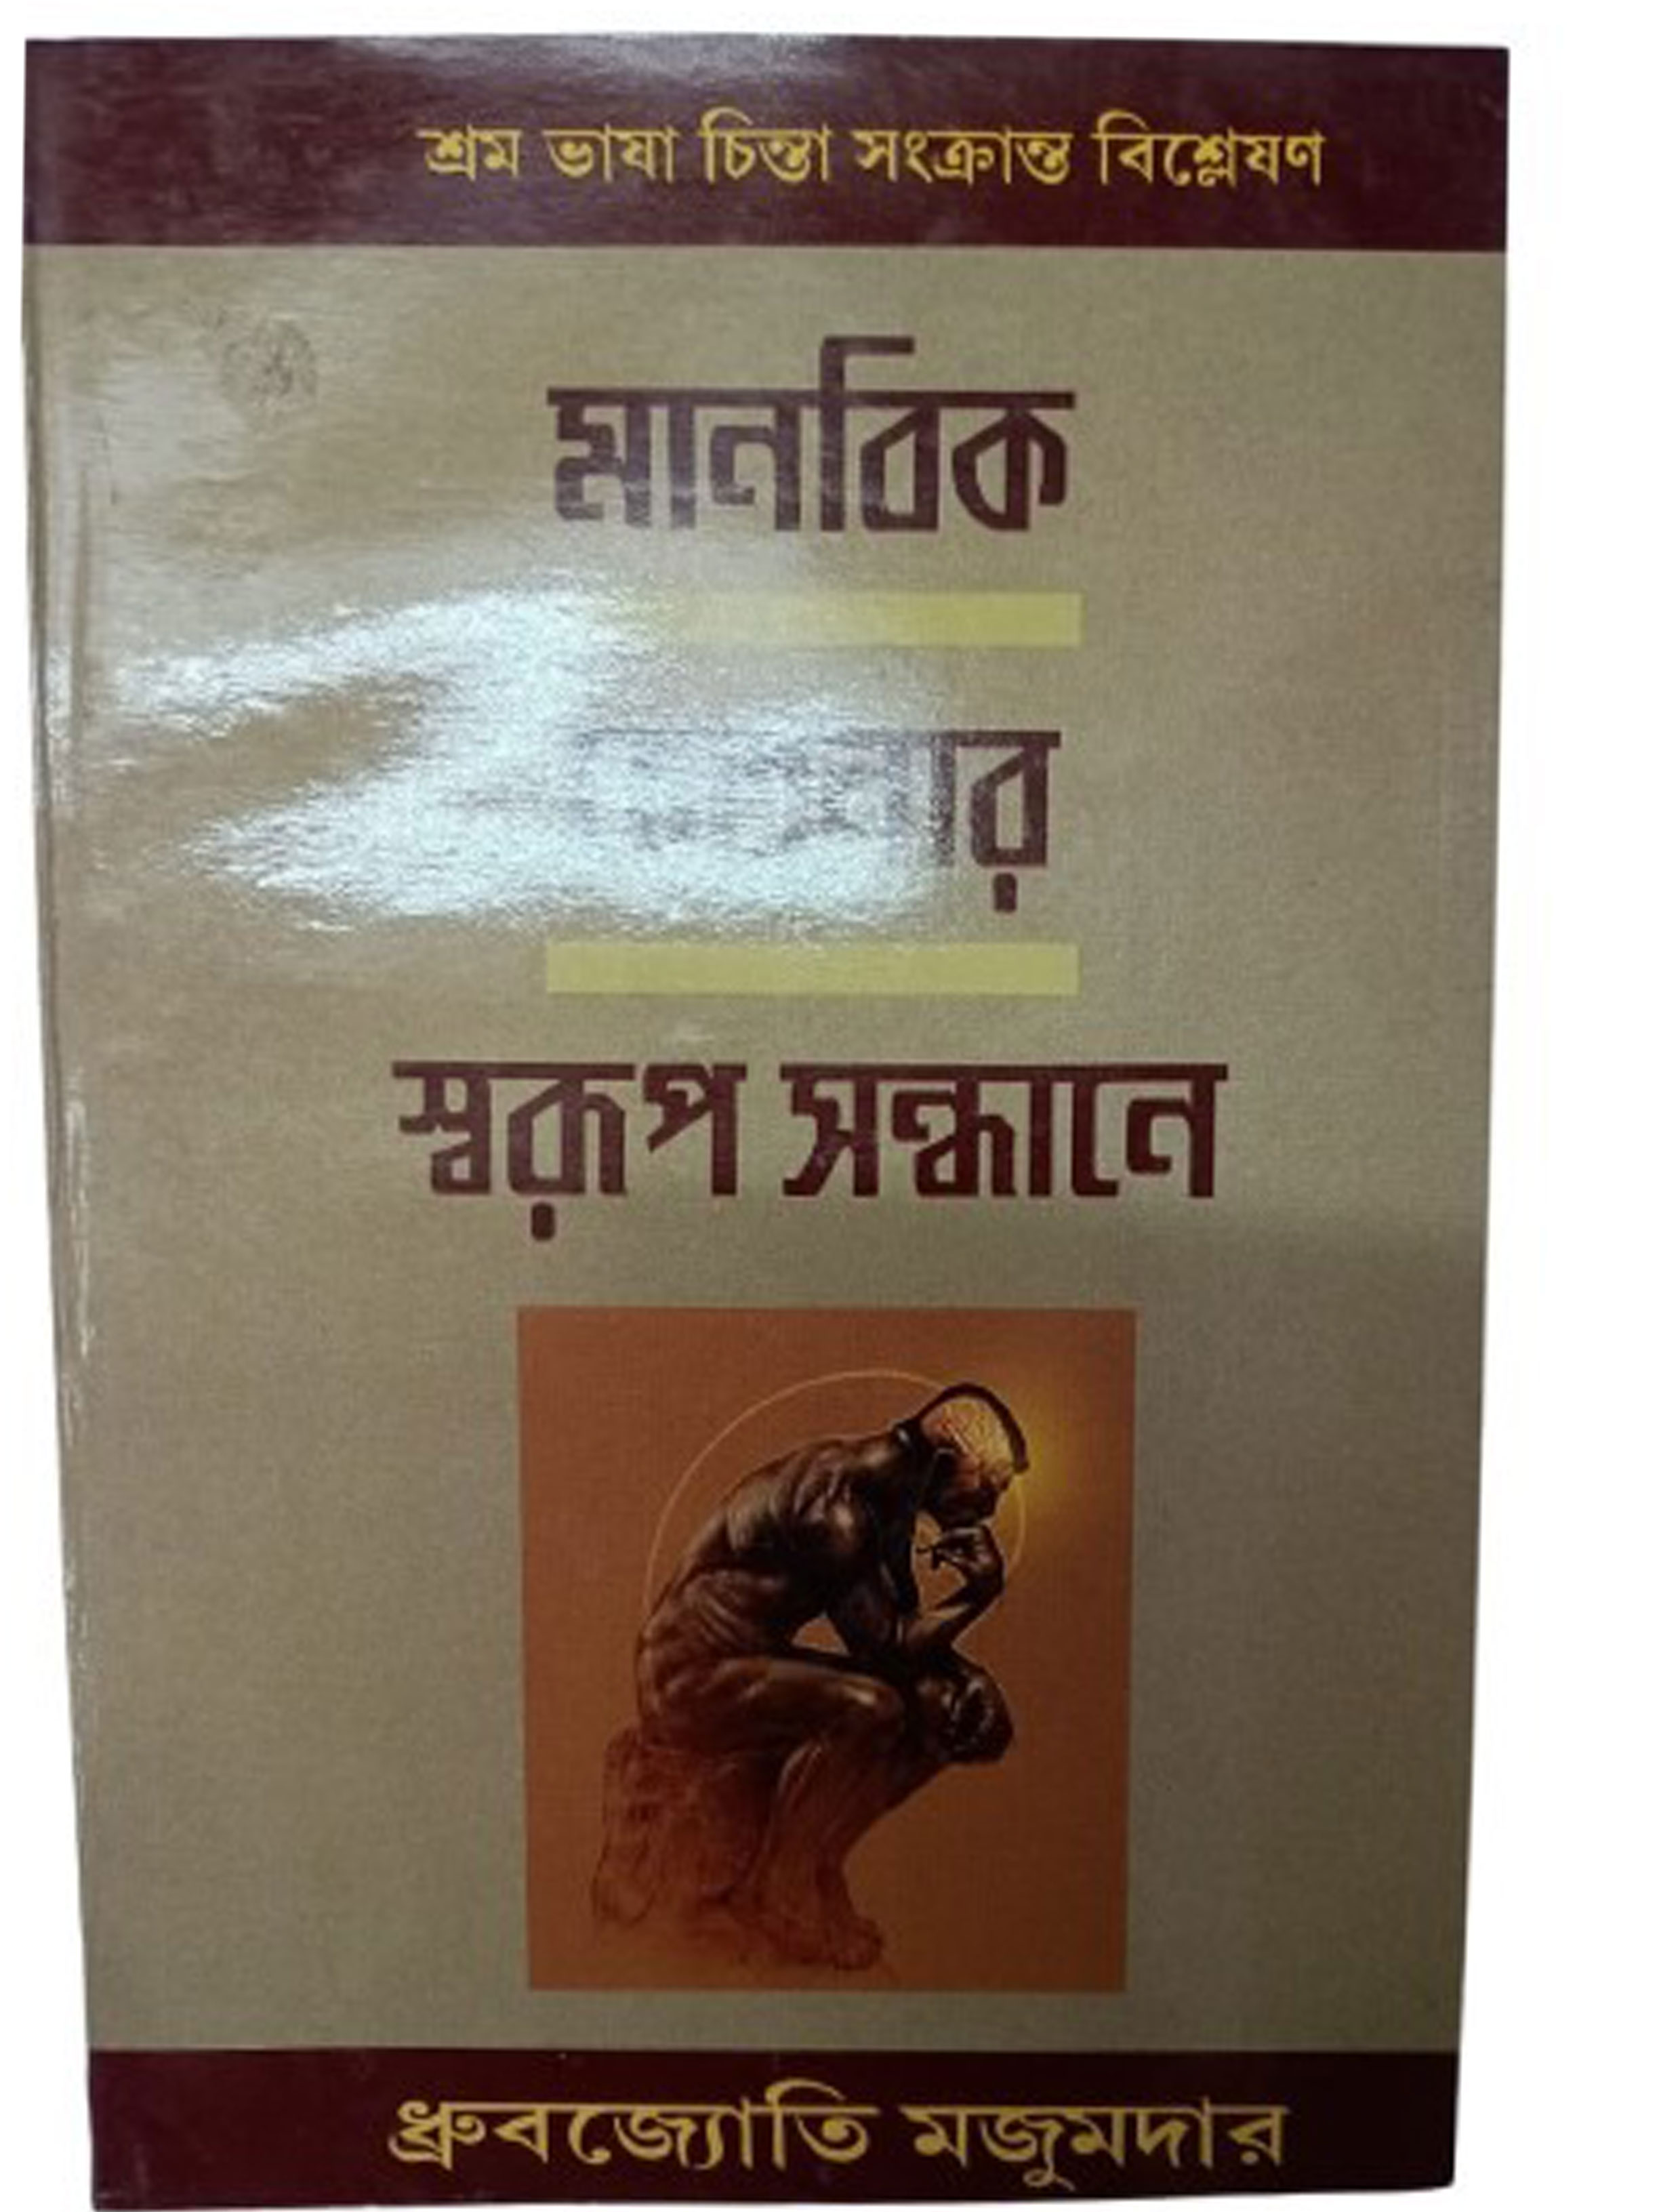 শ্রম ভাষা চিন্তা সংক্রান্ত বিশ্লেষণ
মানবিক
স্বরূপ সন্ধানে
ধ্রুবজ্যোতি মজুমদার